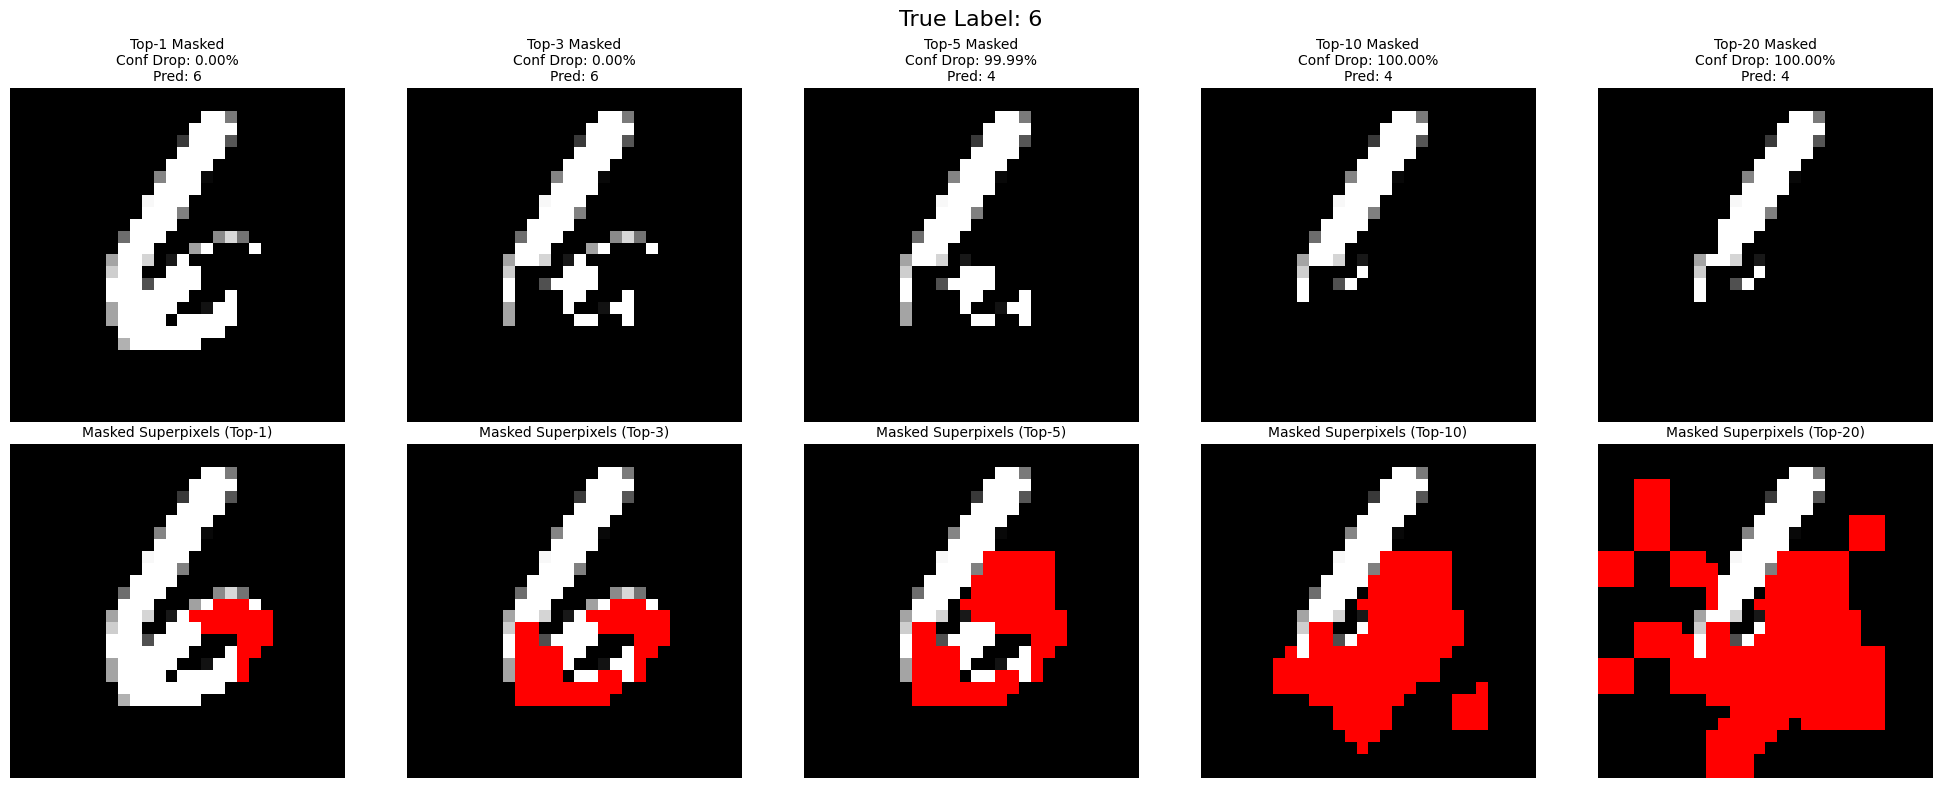 True Label: 6
Top-1 Masked
Conf Drop: 0.00%
Pred: 6
Top-3 Masked
Conf Drop: 0.00%
Pred: 6
Top-5 Masked
Conf Drop: 99.99%
Pred: 4
Top-10 Masked
Conf Drop: 100.00%
Pred: 4
Top-20 Masked
Conf Drop: 100.00%
Pred: 4
Masked Superpixels (Top-1)
Masked Superpixels (Top-3)
Masked Superpixels (Top-5)
Masked Superpixels (Top-10)
Masked Superpixels (Top-20)